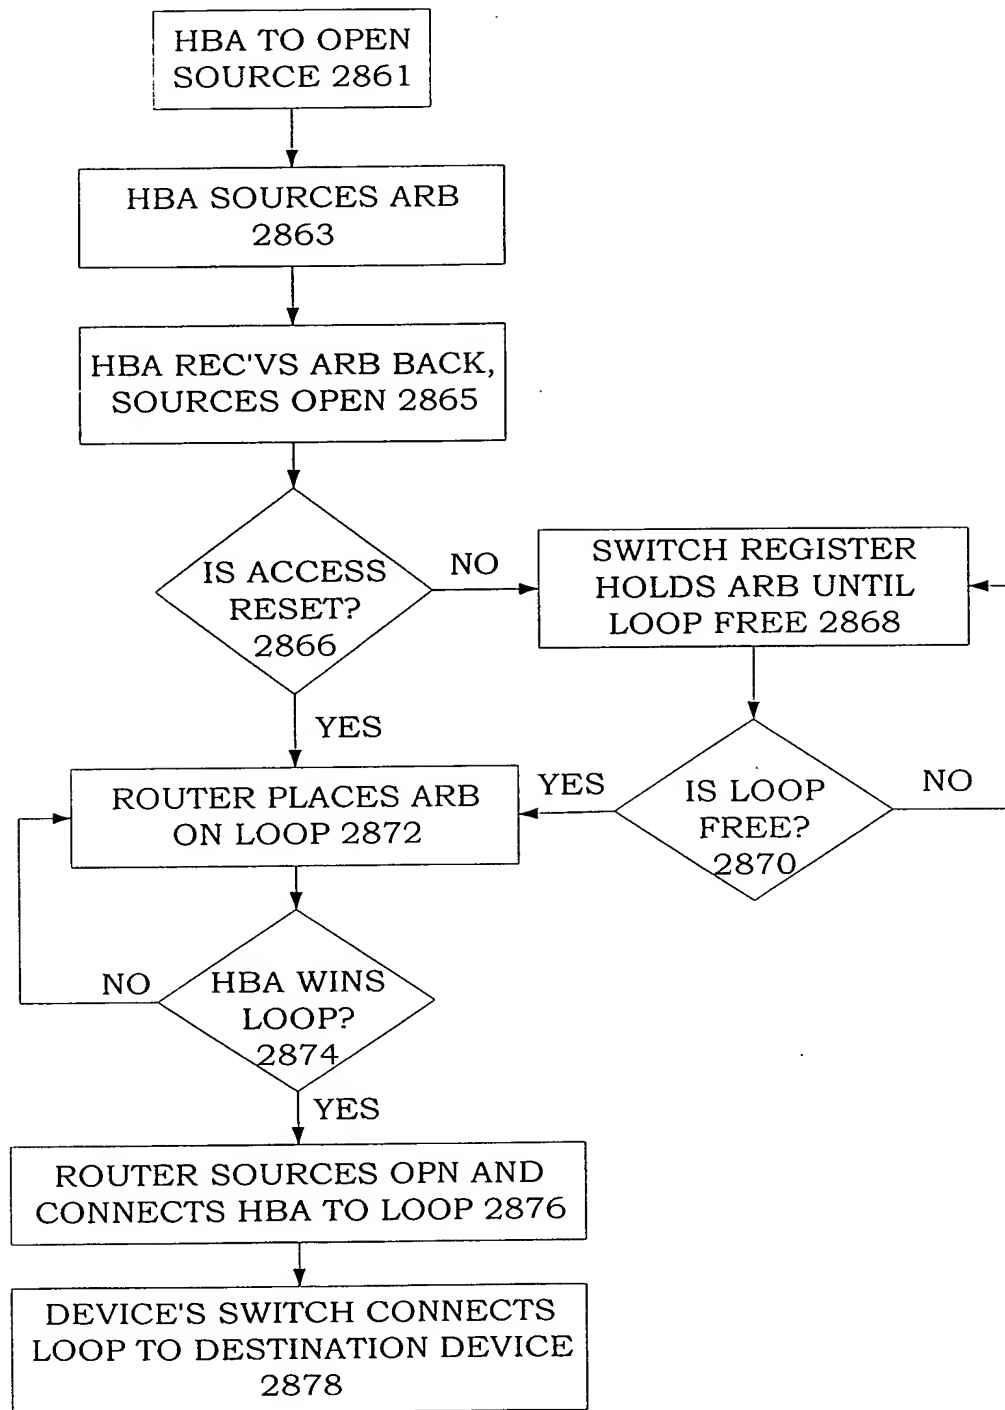 HBA TO OPEN
SOURCE 2861
HBA SOURCES ARB
2863
HBA REC'VS ARB BACK,
SOURCES OPEN 2865
IS ACCESS
RESET?
2866
NO
SWITCH REGISTER
HOLDS ARB UNTIL
LOOP FREE 2868
YES
ROUTER PLACES ARB
ON LOOP 2872
YES
IS LOOP
FREE?
2870
NO
NO
HBA WINS
LOOP?
2874
YES
ROUTER SOURCES OPN AND
CONNECTS HBA TO LOOP 2876
DEVICE'S SWITCH CONNECTS
LOOP TO DESTINATION DEVICE
2878